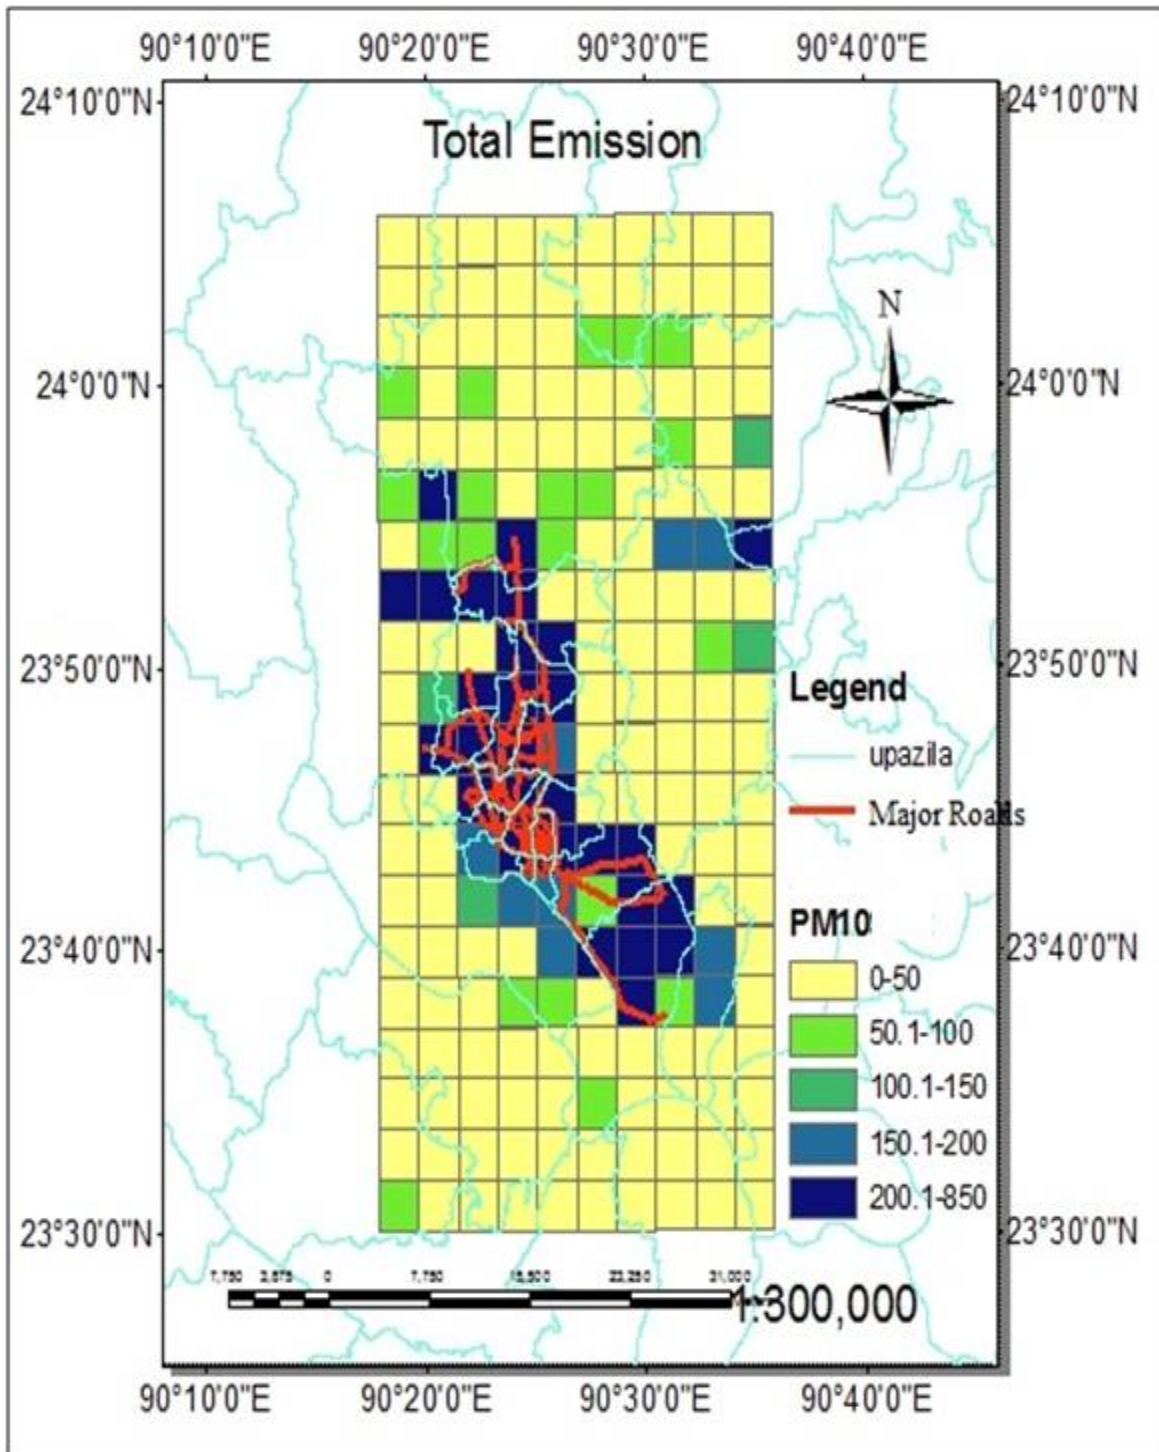 90°10'0"E 90°20'0"E 90°30'0"E 90°40'0"E
24°10'0"N 24°10'0"N
Total Emission
N
24°0'0"N 24°0'0"N
23°50'0"N 23°50'0"N
Legend
upazila
Major Roads
PM10
23°40'0"N 23°40'0"N
0-50
50.1-100
100.1-150
150.1-200
200.1-850
23°30'0"N 23°30'0"N
7,750 3,875 0 7,750 15,500 23,250 31,000
1:300,000
90°10'0"E 90°20'0"E 90°30'0"E 90°40'0"E